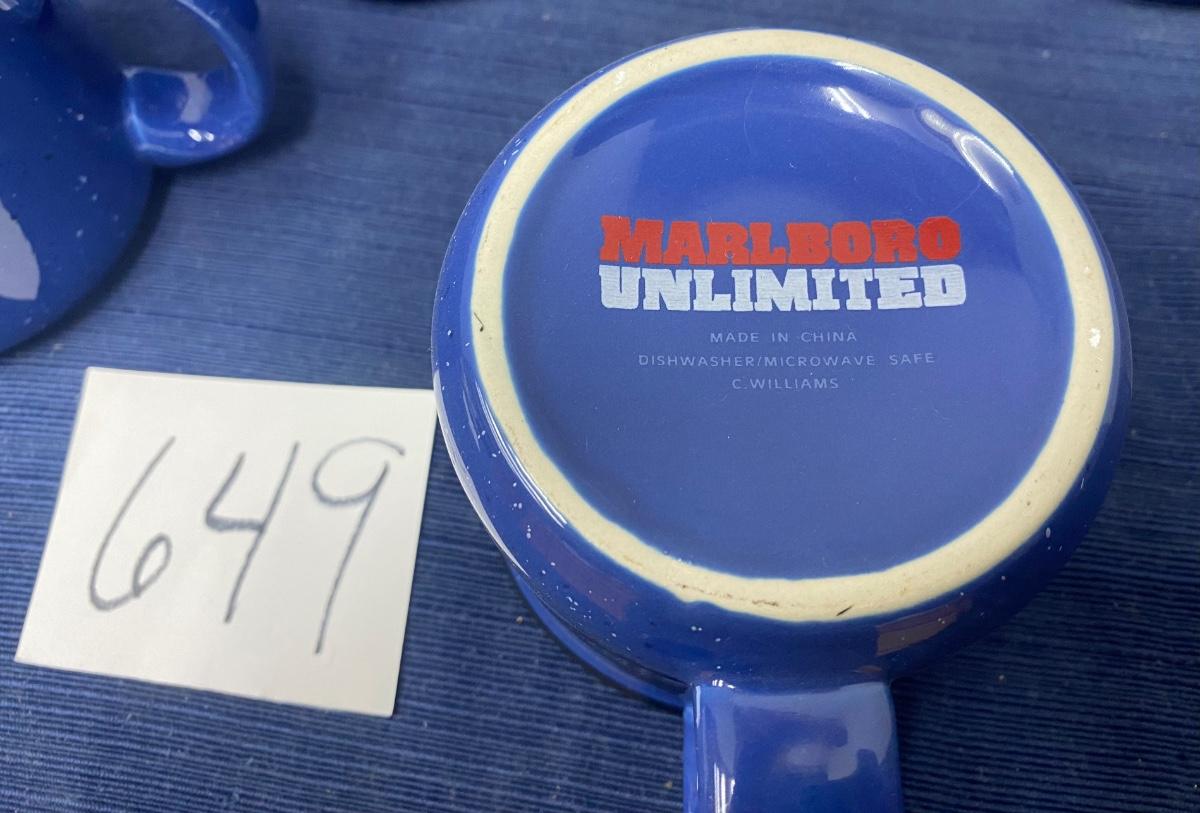 MARLBORO
UNLIMITED
MADE IN CHINA
DISHWASHER/MICROWAVE SAFE
C.WILLIAMS
649